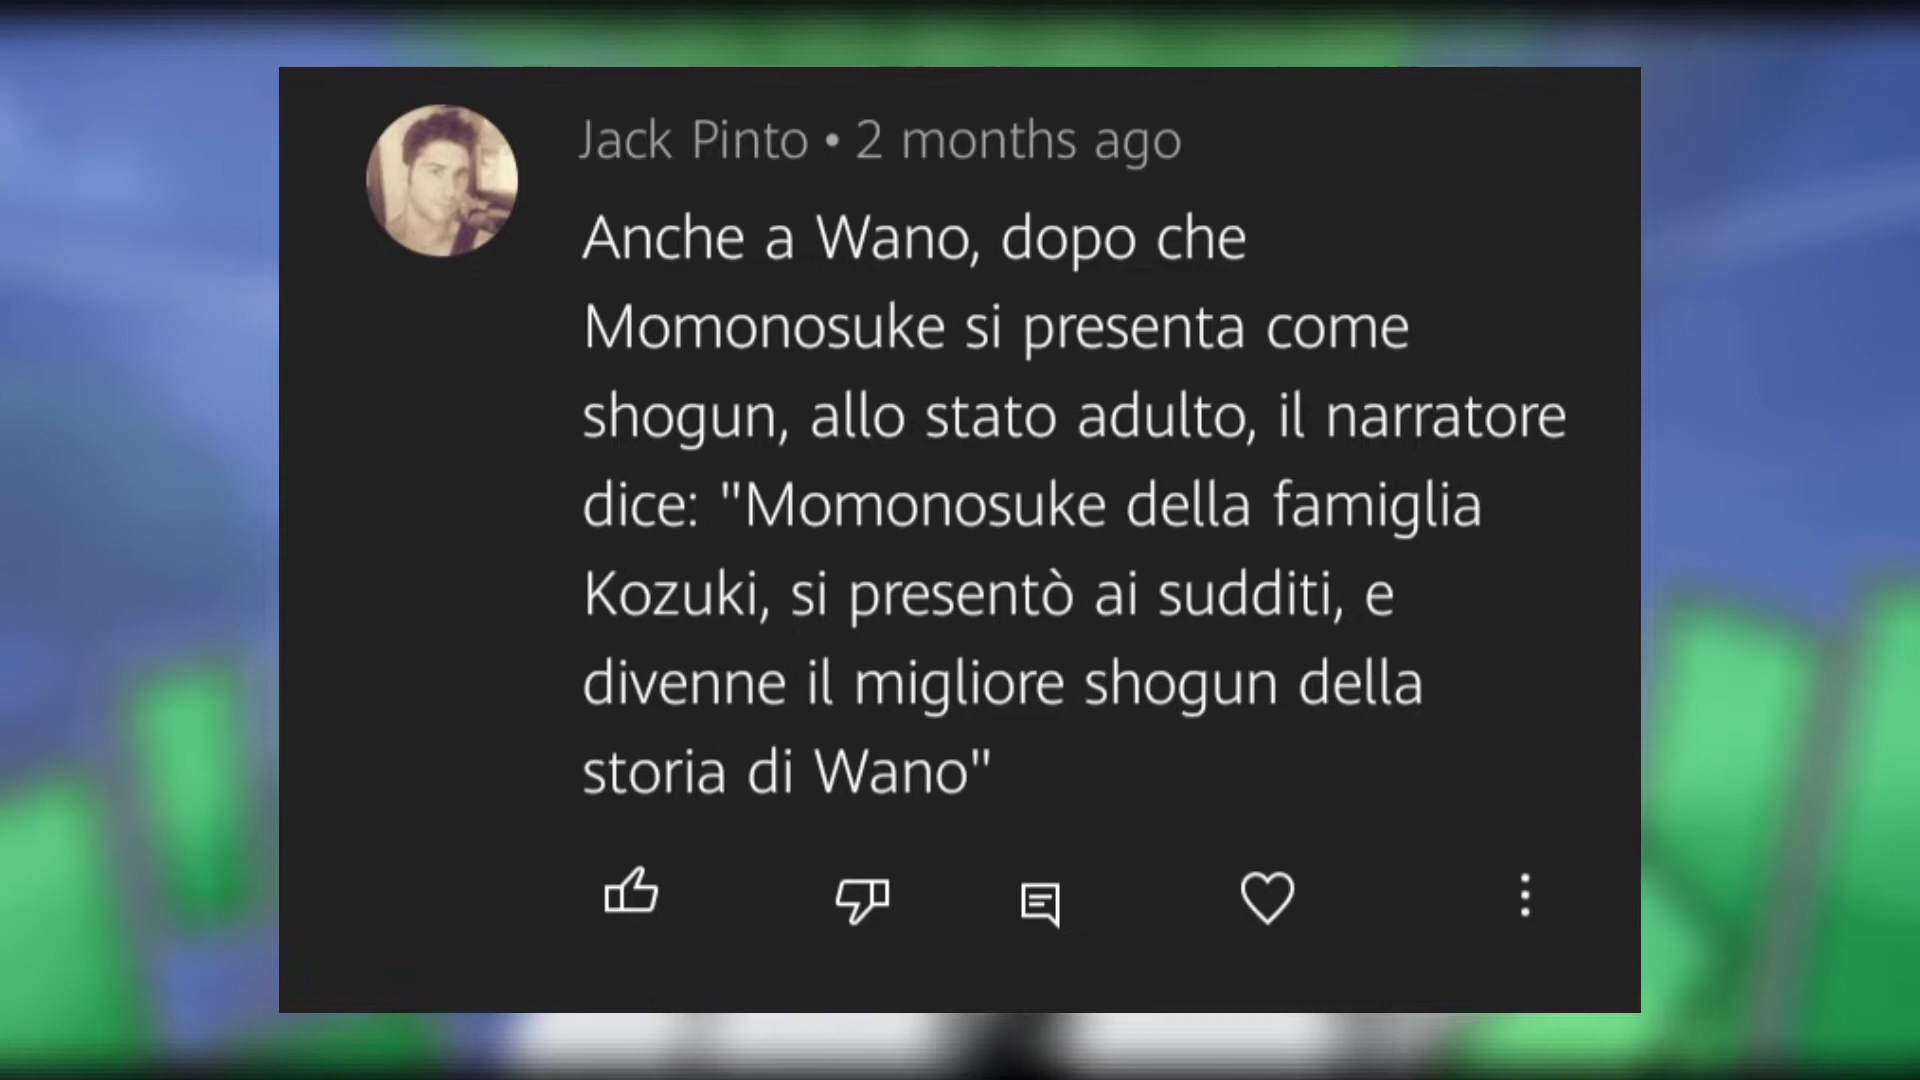 Jack Pinto • 2 months ago
Anche a Wano, dopo che
Momonosuke si presenta come
shogun, allo stato adulto, il narratore
dice: "Momonosuke della famiglia
Kozuki, si presentò ai sudditi, e
divenne il migliore shogun della
storia di Wano"